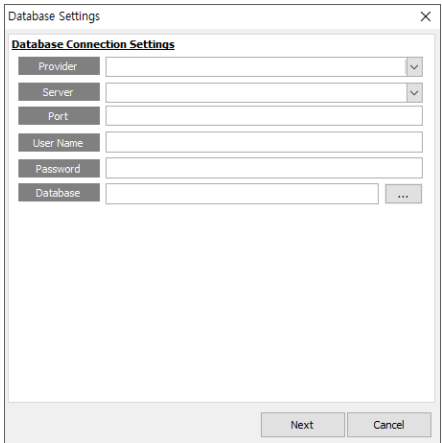 Database Settings
Database Connection Settings
Provider
Server
Port
User Name
Password
Database
...
Next
Cancel